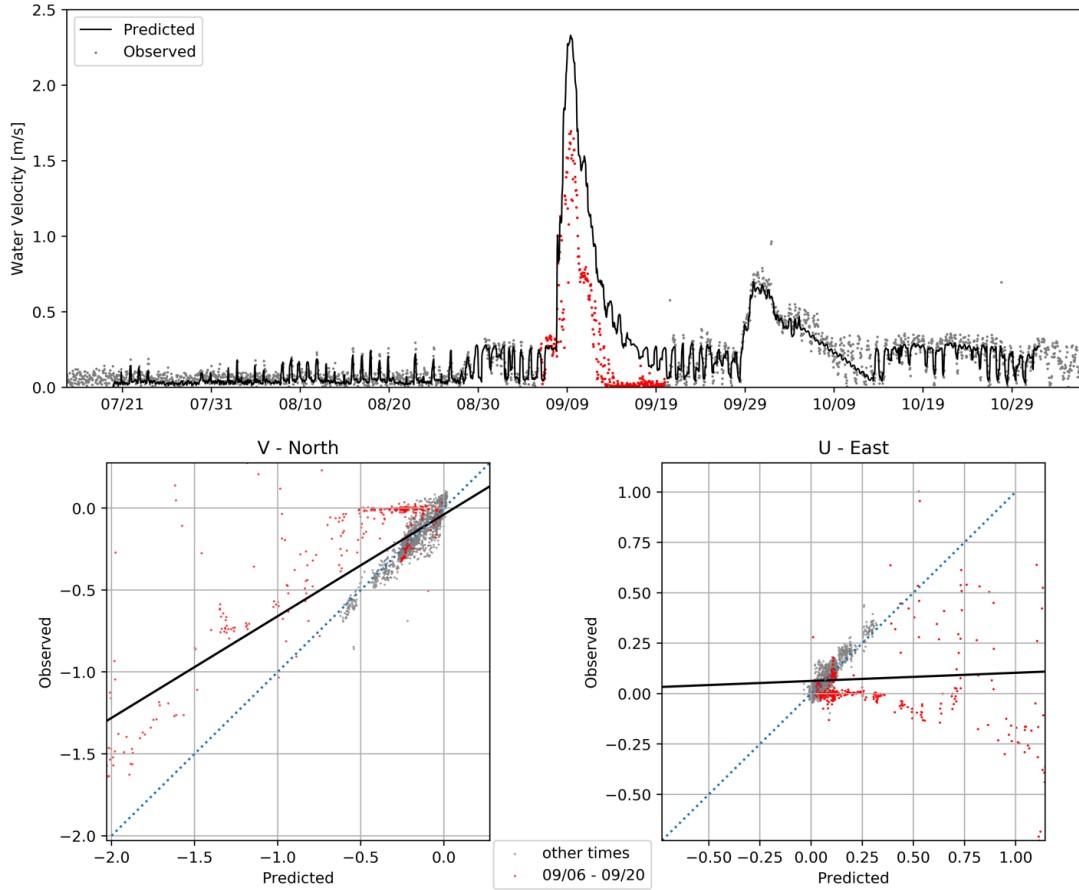 2.5
2.0
1.5
1.0
0.5
0.0
Water Velocity [m/s]
Predicted
Observed
07/21 07/31 08/10 08/20 08/30 09/09 09/19 09/29 10/09 10/19 10/29
V - North
0.0
−0.5
−1.0
−1.5
−2.0
Observed
−2.0 −1.5 −1.0 −0.5 0.0
Predicted
U - East
1.00
0.75
0.50
0.25
0.00
−0.25
−0.50
Observed
−0.50 −0.25 0.00 0.25 0.50 0.75 1.00
Predicted
other times
09/06 - 09/20